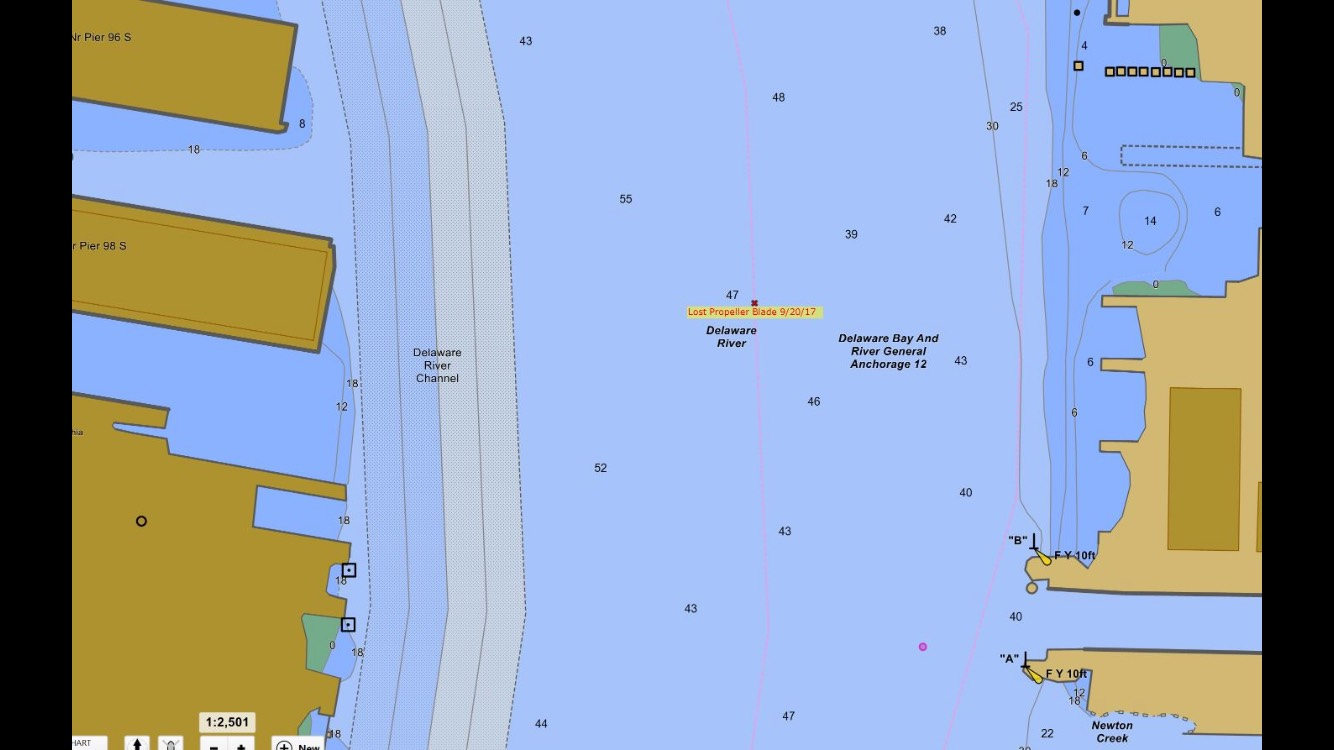 43
38
Nr Pier 96 S
4
0
48
0
25
8
30
18
6
12
18
55
7
6
14
42
39
12
r Pier 98 S
0
47
Lost Propeller Blade 9/20/17
Delaware
River
Delaware Bay And
River General
Anchorage 12
Delaware
River
Channel
43
6
18
46
12
6
hia
52
40
18
43
"B"
F Y 10ft
18
43
40
0
18
"A"
F Y 10ft
12
18
47
44
1:2,501
18
22
Newton
Creek
HART
New